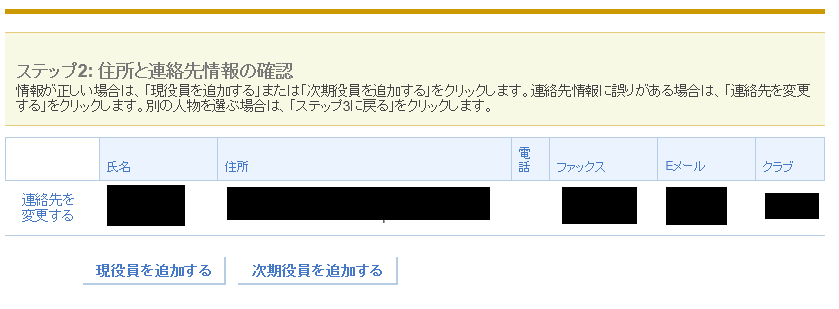 ステップ2: 住所と連絡先情報の確認
情報が正しい場合は、「現役員を追加する」または「次期役員を追加する」をクリックします。連絡先情報に誤りがある場合は、「連絡先を変更
する」をクリックします。別の人物を選ぶ場合は、「ステップ3に戻る」をクリックします。
氏名 住所 電話 ファックス Eメール クラブ
連絡先を
変更する
現役員を追加する 次期役員を追加する